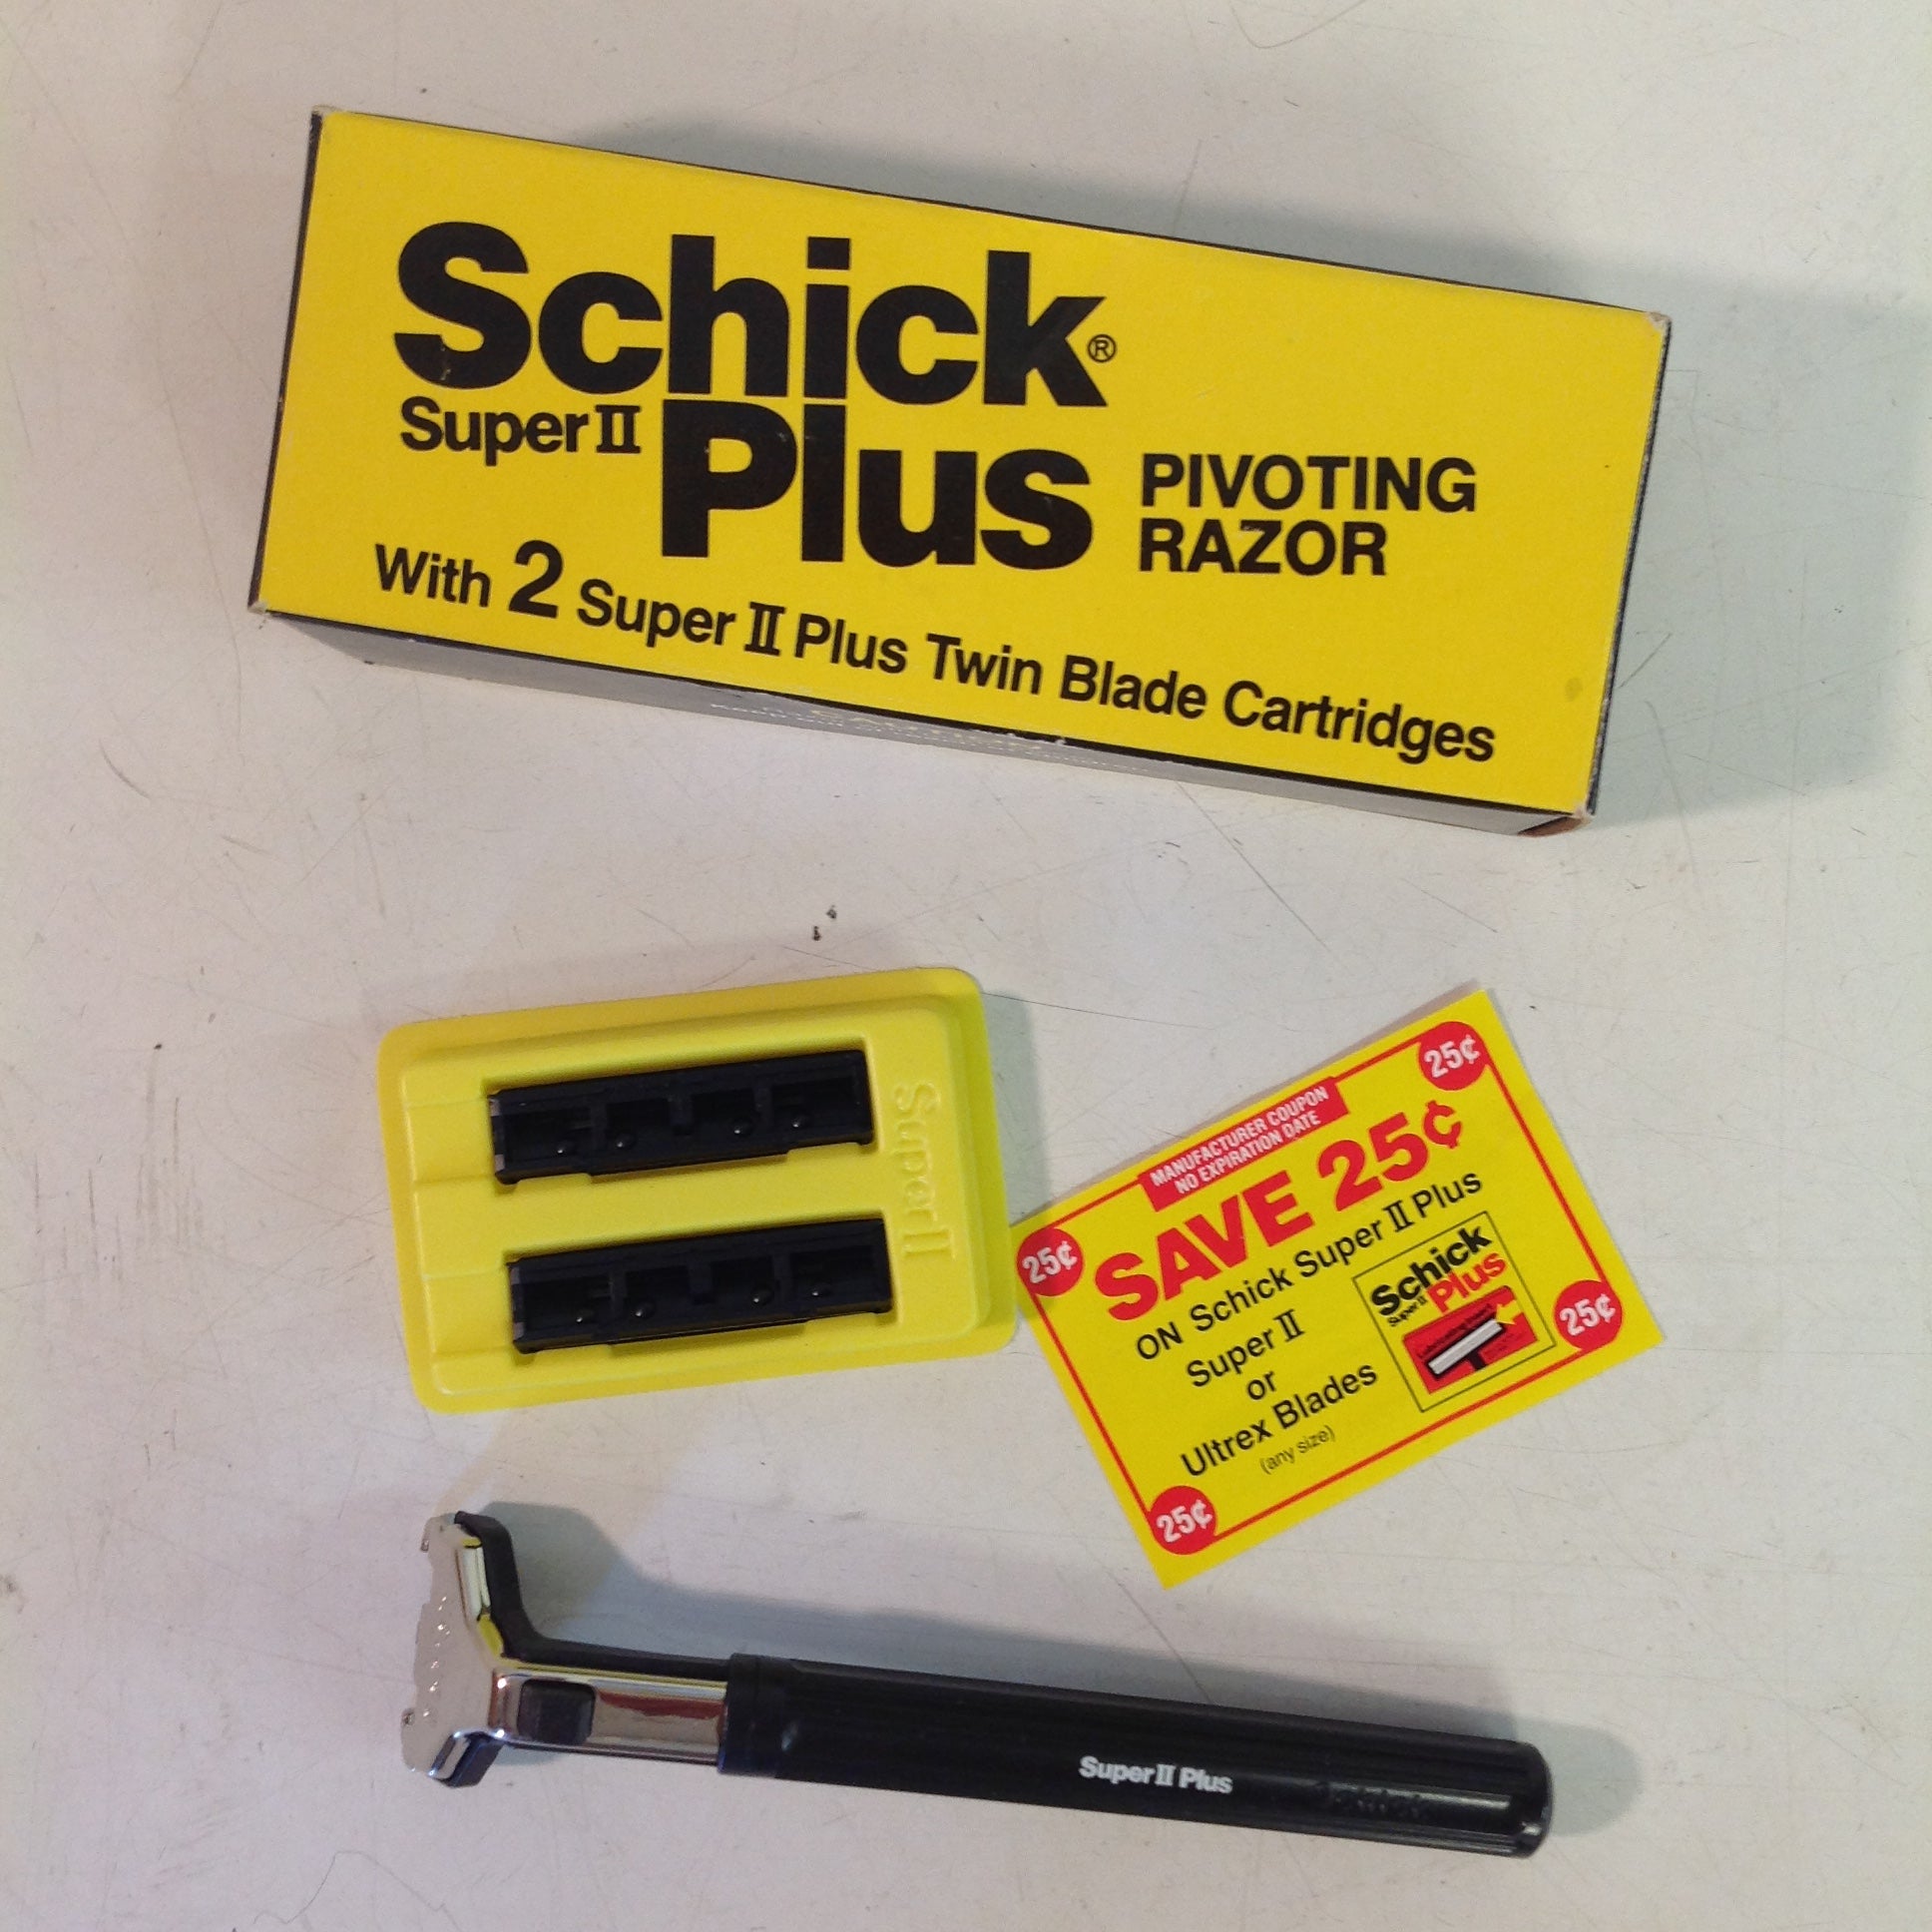 Schick®
Super II Plus PIVOTING
RAZOR
With 2 Super II Plus Twin Blade Cartridges
Super II
MANUFACTURER COUPON
NO EXPIRATION DATE
25¢
25¢
SAVE 25¢
ON Schick Super II Plus
Super II
or
Ultrex Blades
(any size)
Schick
Super II Plus
25¢
25¢
Super II Plus